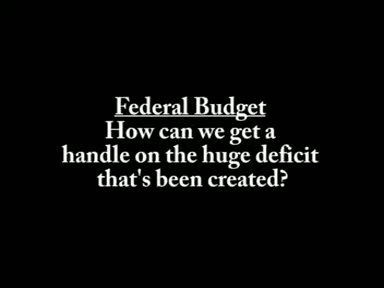 Federal Budget
How can we get a
handle on the huge deficit
that's been created?